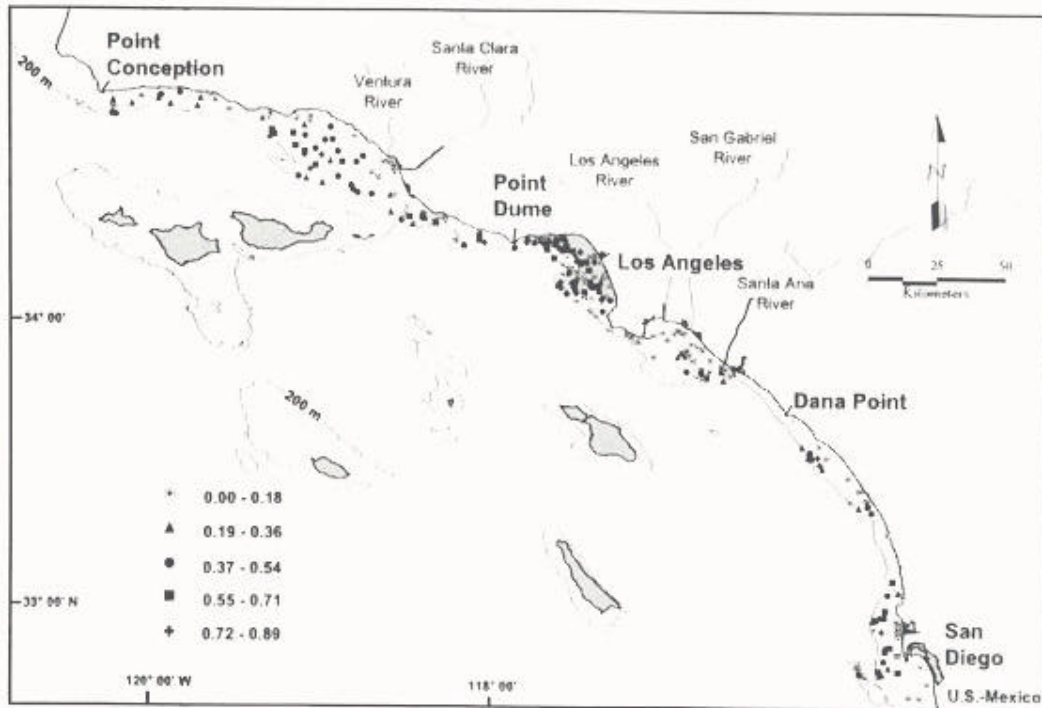 Point
Conception
200 m
Santa Clara
River
Ventura
River
San Gabriel
River
Los Angeles
River
Point
Dume
N
Los Angeles
0 25 50
Kilometers
Santa Ana
River
34° 00'
200 m
Dana Point
0.00 - 0.18
0.19 - 0.36
0.37 - 0.54
0.55 - 0.71
0.72 - 0.89
33° 00' N
San
Diego
120° 00' W
118° 00'
U.S.-Mexico